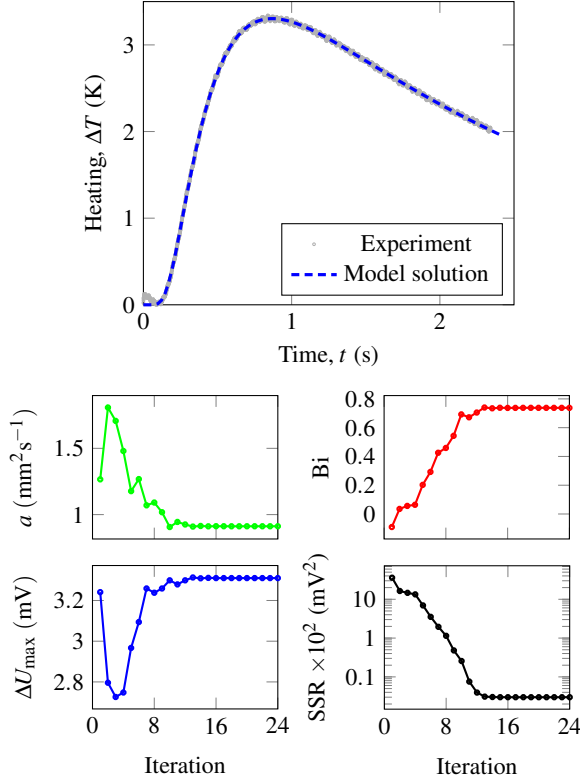 3
2
1
0
Heating, ΔT (K)
Experiment
Model solution
0
1
2
Time, t (s)
1.5
1
a (mm²s⁻¹)
0.8
0.6
0.4
0.2
0
Bi
3.2
2.8
ΔU_max (mV)
0
8
16
24
Iteration
10
1
0.1
SSR ×10² (mV²)
0
8
16
24
Iteration